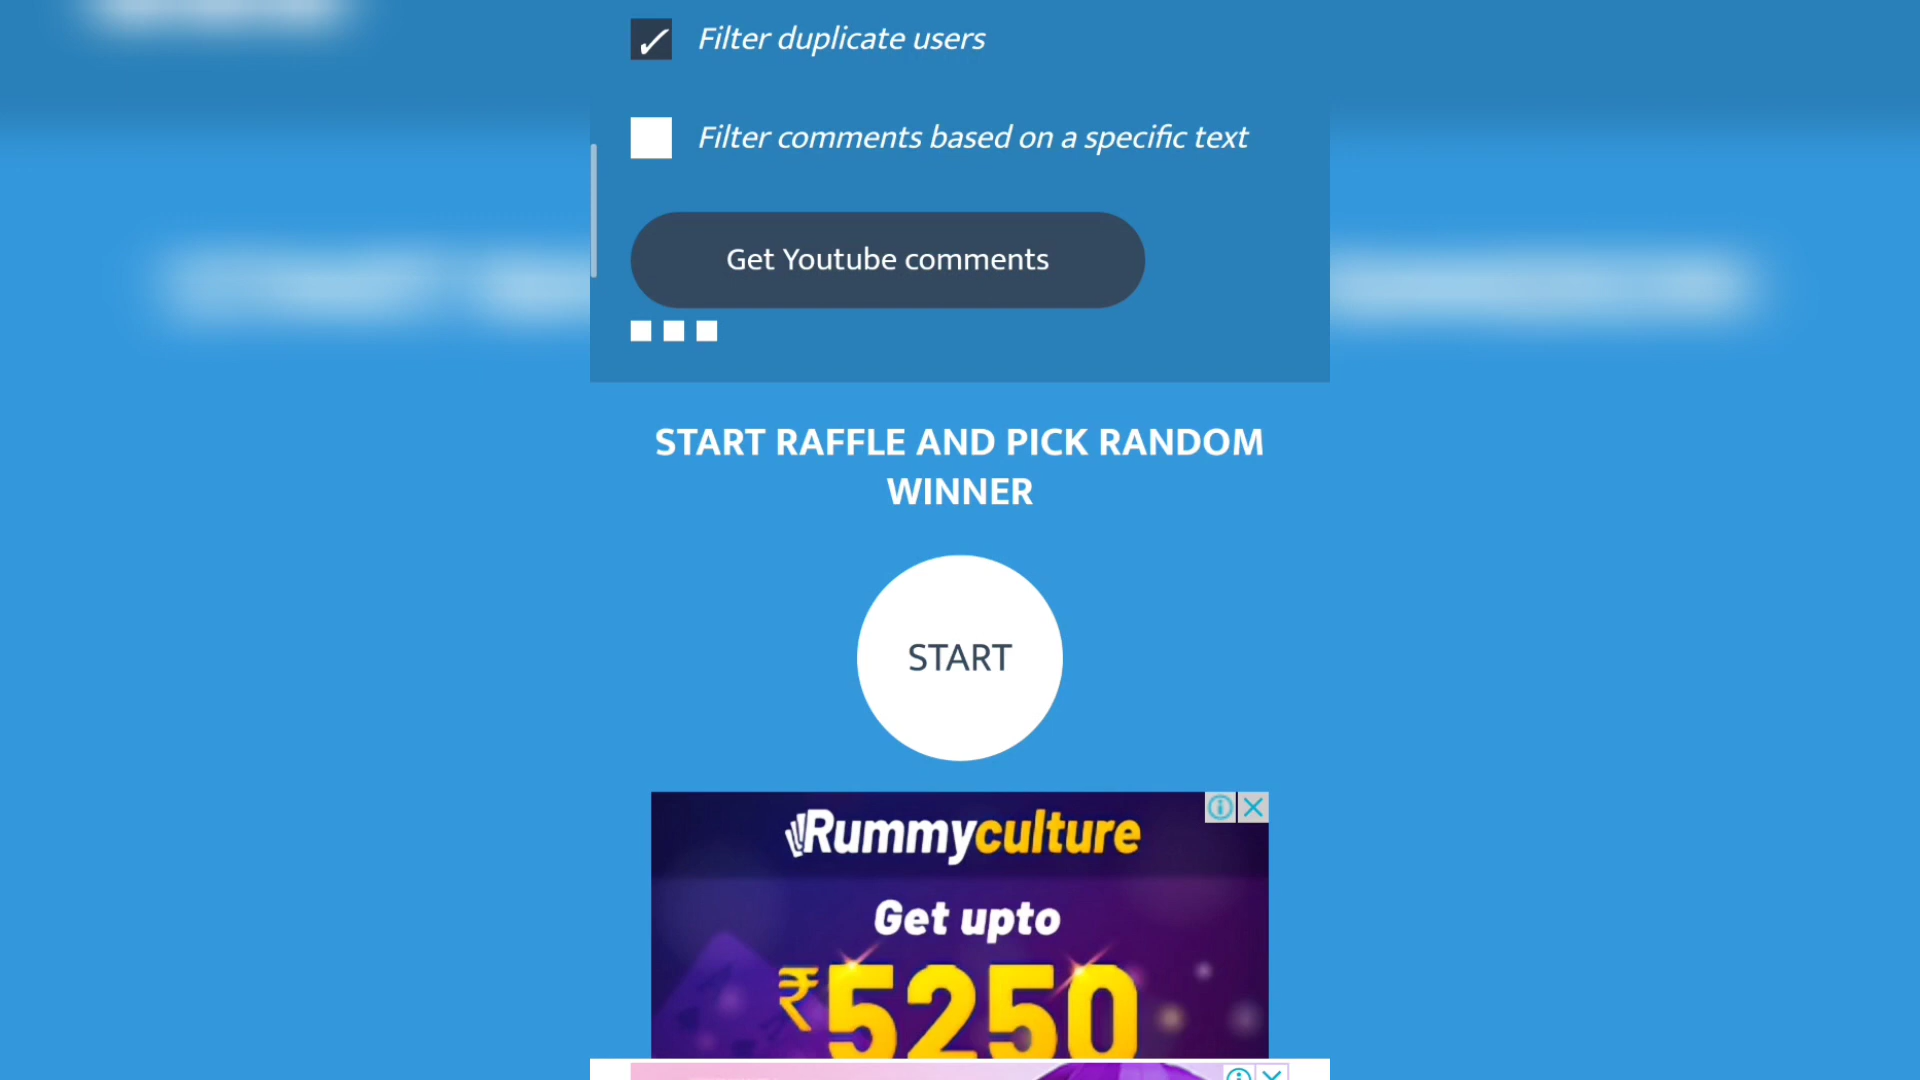 Filter duplicate users
Filter comments based on a specific text
Get Youtube comments
START RAFFLE AND PICK RANDOM
WINNER
START
Rummyculture
Get upto
₹5250